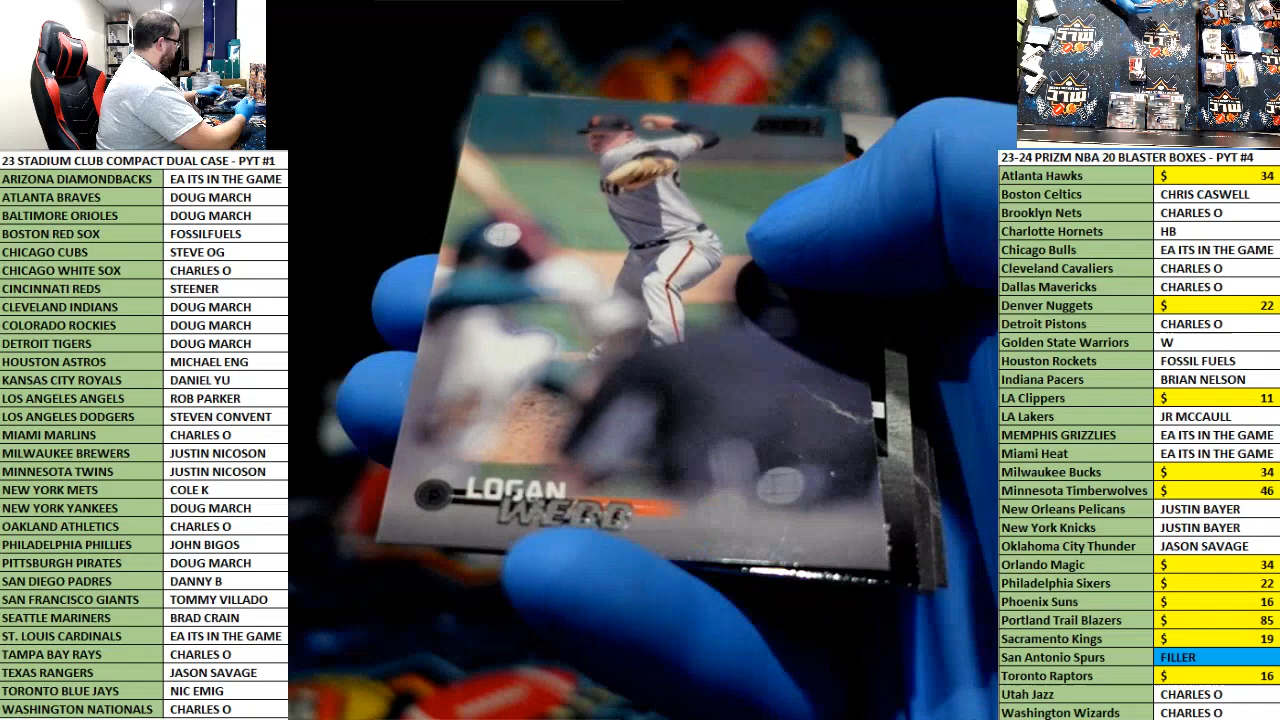 23 STADIUM CLUB COMPACT DUAL CASE - PYT #1
ARIZONA DIAMONDBACKS EA ITS IN THE GAME
ATLANTA BRAVES DOUG MARCH
BALTIMORE ORIOLES DOUG MARCH
BOSTON RED SOX FOSSILFUELS
CHICAGO CUBS STEVE OG
CHICAGO WHITE SOX CHARLES O
CINCINNATI REDS STEENER
CLEVELAND INDIANS DOUG MARCH
COLORADO ROCKIES DOUG MARCH
DETROIT TIGERS DOUG MARCH
HOUSTON ASTROS MICHAEL ENG
KANSAS CITY ROYALS DANIEL YU
LOS ANGELES ANGELS ROB PARKER
LOS ANGELES DODGERS STEVEN CONVENT
MIAMI MARLINS CHARLES O
MILWAUKEE BREWERS JUSTIN NICOSON
MINNESOTA TWINS JUSTIN NICOSON
NEW YORK METS COLE K
NEW YORK YANKEES DOUG MARCH
OAKLAND ATHLETICS CHARLES O
PHILADELPHIA PHILLIES JOHN BIGOS
PITTSBURGH PIRATES DOUG MARCH
SAN DIEGO PADRES DANNY B
SAN FRANCISCO GIANTS TOMMY VILLADO
SEATTLE MARINERS BRAD CRAIN
ST. LOUIS CARDINALS EA ITS IN THE GAME
TAMPA BAY RAYS CHARLES O
TEXAS RANGERS JASON SAVAGE
TORONTO BLUE JAYS NIC EMIG
WASHINGTON NATIONALS CHARLES O
P LOGAN
WEBB
23-24 PRIZM NBA 20 BLASTER BOXES - PYT #4
Atlanta Hawks $ 34
Boston Celtics CHRIS CASWELL
Brooklyn Nets CHARLES O
Charlotte Hornets HB
Chicago Bulls EA ITS IN THE GAME
Cleveland Cavaliers CHARLES O
Dallas Mavericks CHARLES O
Denver Nuggets $ 22
Detroit Pistons CHARLES O
Golden State Warriors W
Houston Rockets FOSSIL FUELS
Indiana Pacers BRIAN NELSON
LA Clippers $ 11
LA Lakers JR MCCAULL
MEMPHIS GRIZZLIES EA ITS IN THE GAME
Miami Heat EA ITS IN THE GAME
Milwaukee Bucks $ 34
Minnesota Timberwolves $ 46
New Orleans Pelicans JUSTIN BAYER
New York Knicks JUSTIN BAYER
Oklahoma City Thunder JASON SAVAGE
Orlando Magic $ 34
Philadelphia Sixers $ 22
Phoenix Suns $ 16
Portland Trail Blazers $ 85
Sacramento Kings $ 19
San Antonio Spurs FILLER
Toronto Raptors $ 16
Utah Jazz CHARLES O
Washington Wizards CHARLES O